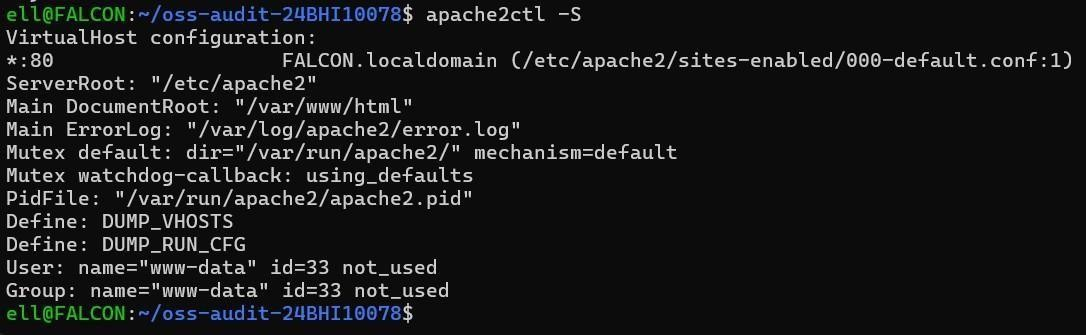 ell@FALCON:~/oss-audit-24BHI10078$ apache2ctl -S
VirtualHost configuration:
*:80                   FALCON.localdomain (/etc/apache2/sites-enabled/000-default.conf:1)
ServerRoot: "/etc/apache2"
Main DocumentRoot: "/var/www/html"
Main ErrorLog: "/var/log/apache2/error.log"
Mutex default: dir="/var/run/apache2/" mechanism=default
Mutex watchdog-callback: using_defaults
PidFile: "/var/run/apache2/apache2.pid"
Define: DUMP_VHOSTS
Define: DUMP_RUN_CFG
User: name="www-data" id=33 not_used
Group: name="www-data" id=33 not_used
ell@FALCON:~/oss-audit-24BHI10078$